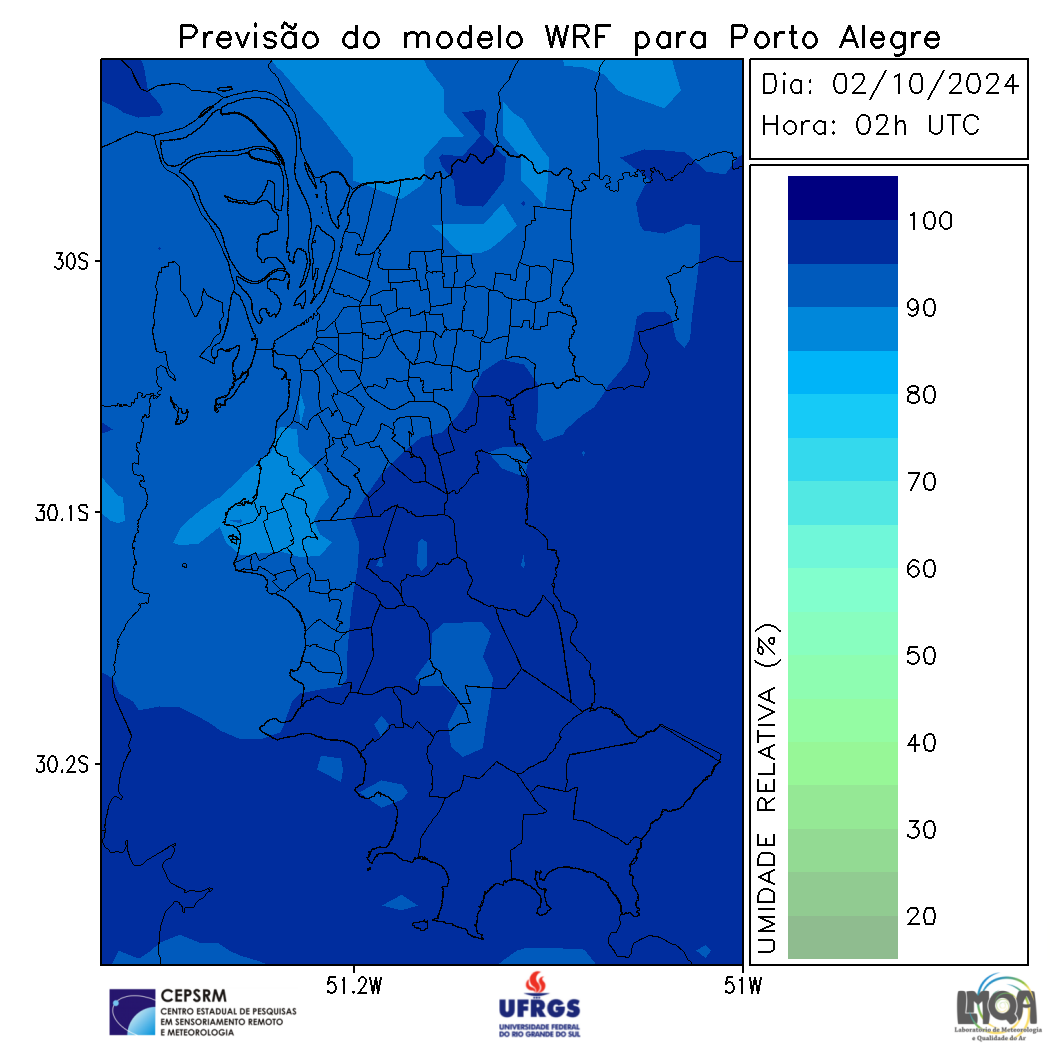 Previsão do modelo WRF para Porto Alegre
Dia: 02/10/2024
Hora: 02h UTC
30S
30.1S
30.2S
51.2W
51W
100
90
80
70
60
50
40
30
20
UMIDADE RELATIVA (%)
CEPSRM
CENTRO ESTADUAL DE PESQUISAS
EM SENSORIAMENTO REMOTO
E METEOROLOGIA
UFRGS
UNIVERSIDADE FEDERAL
DO RIO GRANDE DO SUL
LMQA
Laboratório de Meteorologia
e Qualidade do Ar